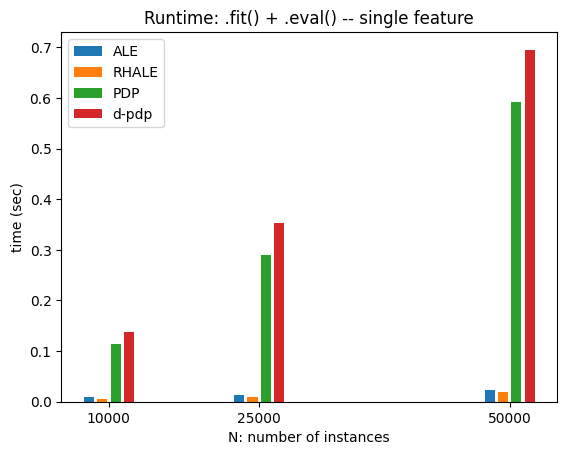 Runtime: .fit() + .eval() -- single feature
ALE
RHALE
PDP
d-pdp
time (sec)
0.7
0.6
0.5
0.4
0.3
0.2
0.1
0.0
10000
25000
50000
N: number of instances